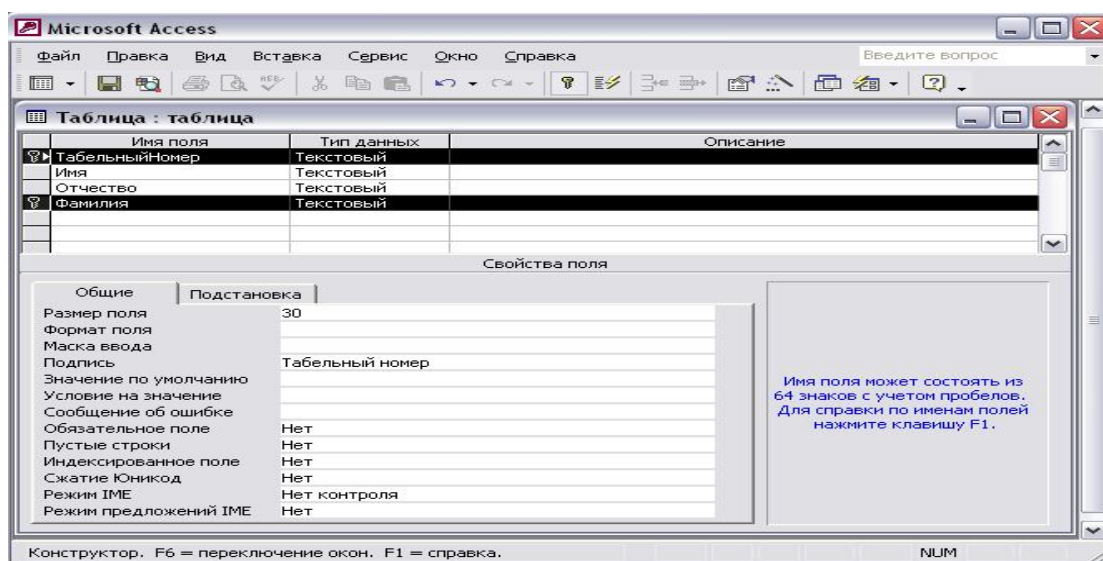 Microsoft Access
Файл Правка Вид Вставка Сервис Окно Справка Введите вопрос
Таблица : таблица
Имя поля Тип данных Описание
ТабельныйНомер Текстовый
Имя Текстовый
Отчество Текстовый
Фамилия Текстовый
Свойства поля
Общие Подстановка
Размер поля 30
Формат поля
Маска ввода
Подпись Табельный номер
Значение по умолчанию
Условие на значение
Сообщение об ошибке
Обязательное поле Нет
Пустые строки Нет
Индексированное поле Нет
Сжатие Юникод Нет
Режим IME Нет контроля
Режим предложений IME Нет
Имя поля может состоять из
64 знаков с учетом пробелов.
Для справки по именам полей
нажмите клавишу F1.
Конструктор. F6 = переключение окон. F1 = справка. NUM